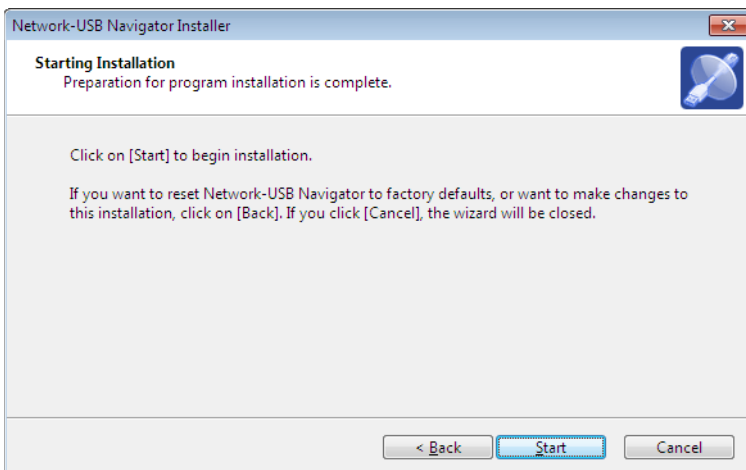 Network-USB Navigator Installer
Starting Installation
Preparation for program installation is complete.
Click on [Start] to begin installation.
If you want to reset Network-USB Navigator to factory defaults, or want to make changes to
this installation, click on [Back]. If you click [Cancel], the wizard will be closed.
< Back Start Cancel